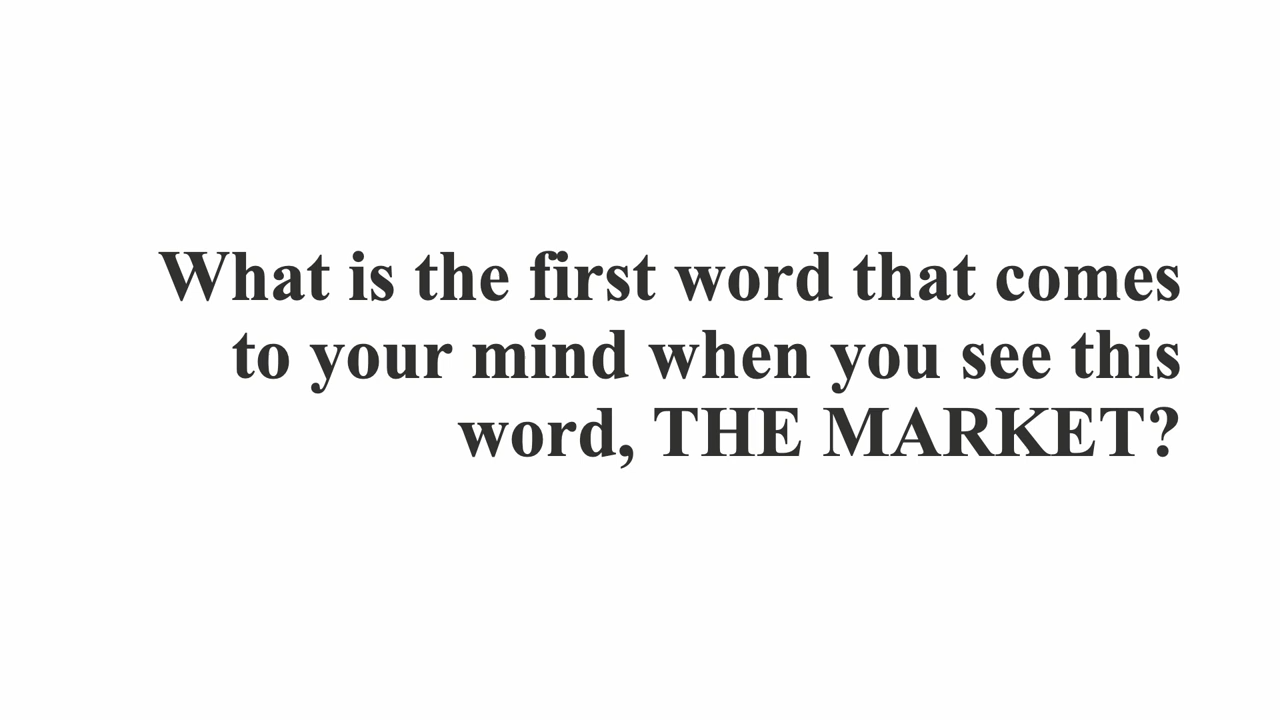 What is the first word that comes
to your mind when you see this
word, THE MARKET?